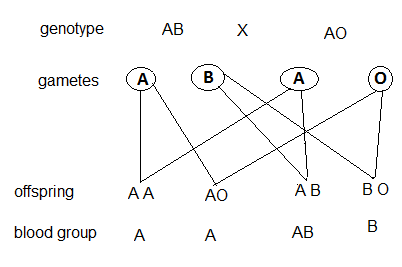 genotype AB X AO
gametes A B A O
offspring A A AO A B B O
blood group A A AB B